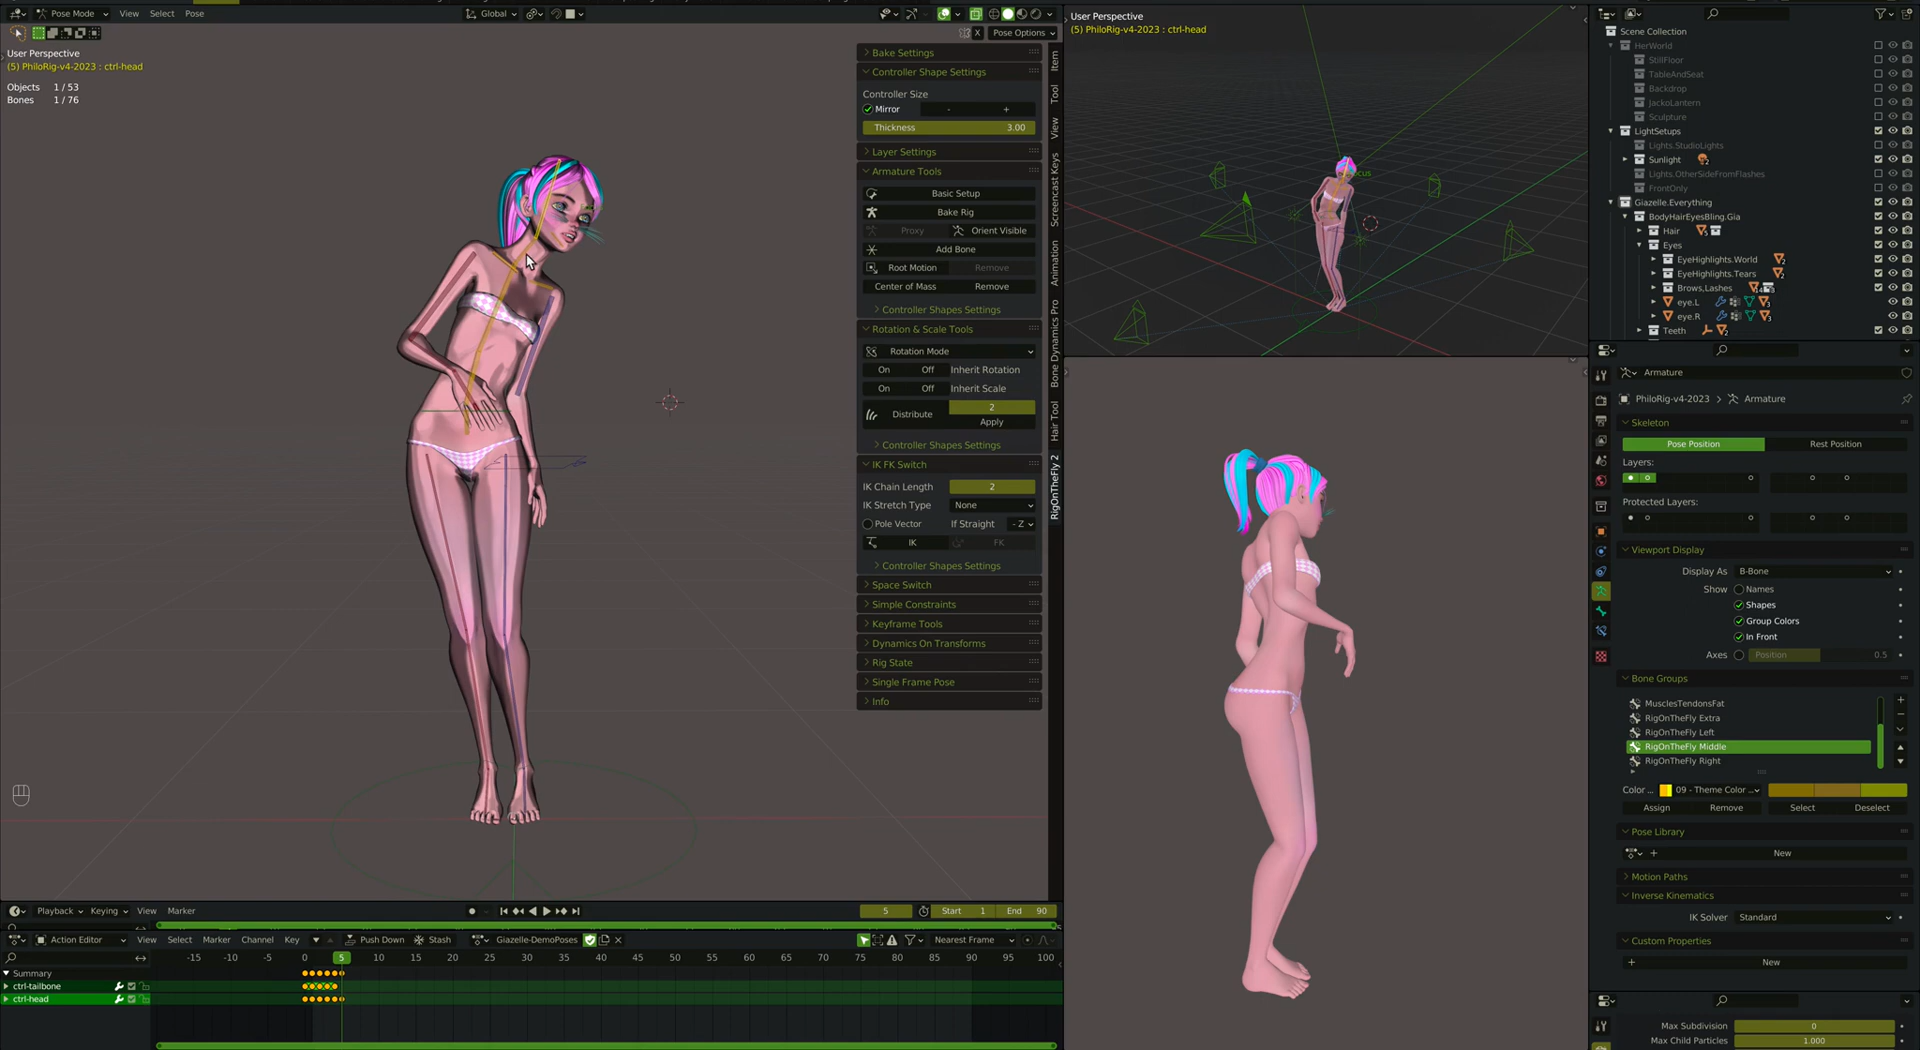 Pose Mode View Select Pose Global
X Pose Options
User Perspective
(5) PhiloRig-v4-2023 : ctrl-head
Objects 1 / 53
Bones 1 / 76
Bake Settings
Controller Shape Settings
Controller Size
Mirror - +
Thickness 3.00
Layer Settings
Armature Tools
Basic Setup
Bake Rig
Proxy Orient Visible
Add Bone
Root Motion Remove
Center of Mass Remove
Controller Shapes Settings
Rotation & Scale Tools
Rotation Mode
On Off Inherit Rotation
On Off Inherit Scale
Distribute 2
Apply
Controller Shapes Settings
IK FK Switch
IK Chain Length 2
IK Stretch Type None
Pole Vector If Straight - Z
IK FK
Controller Shapes Settings
Space Switch
Simple Constraints
Keyframe Tools
Dynamics On Transforms
Rig State
Single Frame Pose
Info
Item
Tool
View
Screencast Keys
Animation
Bone Dynamics Pro
Hair Tool
RigOnTheFly 2
User Perspective
(5) PhiloRig-v4-2023 : ctrl-head
Scene Collection
HerWorld
StillFloor
TableAndSeat
Backdrop
JackoLantern
Sculpture
LightSetups
Lights.StudioLights
Sunlight 2
Lights.OtherSideFromFlashes
FrontOnly
Giazelle.Everything
BodyHairEyesBling.Gia
Hair
Eyes
EyeHighlights.World 2
EyeHighlights.Tears 2
Brows,Lashes
eye.L 3
eye.R 3
Teeth 2
Armature
PhiloRig-v4-2023 > Armature
Skeleton
Pose Position Rest Position
Layers:
Protected Layers:
Viewport Display
Display As B-Bone
Show Names
Shapes
Group Colors
In Front
Axes Position 0.5
Bone Groups
MusclesTendonsFat
RigOnTheFly Extra
RigOnTheFly Left
RigOnTheFly Middle
RigOnTheFly Right
Color ... 09 - Theme Color ...
Assign Remove Select Deselect
Pose Library
+ New
Motion Paths
Inverse Kinematics
IK Solver Standard
Custom Properties
+ New
Max Subdivision 0
Max Child Particles 1.000
Playback Keying View Marker 5 Start 1 End 90
Action Editor View Select Marker Channel Key Push Down Stash Giazelle-DemoPoses Nearest Frame
-15 -10 -5 0 5 10 15 20 25 30 35 40 45 50 55 60 65 70 75 80 85 90 95 100
Summary
ctrl-tailbone
ctrl-head